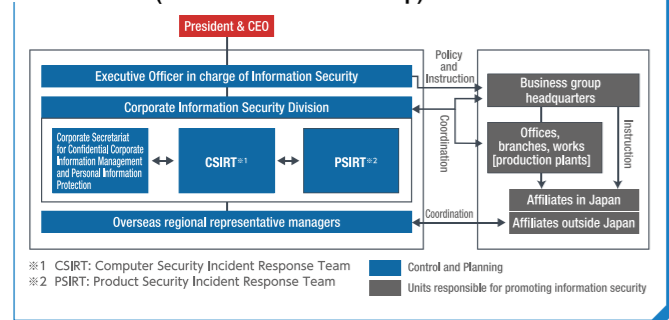 President & CEO
Executive Officer in charge of Information Security
Policy
and
Instruction
Business group
headquarters
Corporate Information Security Division
Corporate Secretariat
for Confidential Corporate
Information Management
and Personal Information
Protection
CSIRT※1
PSIRT※2
Coordination
Offices,
branches, works
[production plants]
Instruction
Affiliates in Japan
Overseas regional representative managers
Coordination
Affiliates outside Japan
※1 CSIRT: Computer Security Incident Response Team
※2 PSIRT: Product Security Incident Response Team
Control and Planning
Units responsible for promoting information security